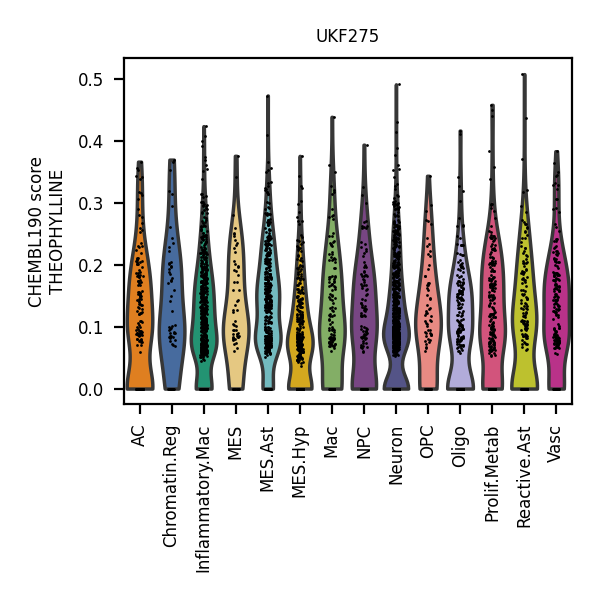 UKF275
CHEMBL190 score
THEOPHYLLINE
0.5
0.4
0.3
0.2
0.1
0.0
AC
Chromatin.Reg
Inflammatory.Mac
MES
MES.Ast
MES.Hyp
Mac
NPC
Neuron
OPC
Oligo
Prolif.Metab
Reactive.Ast
Vasc